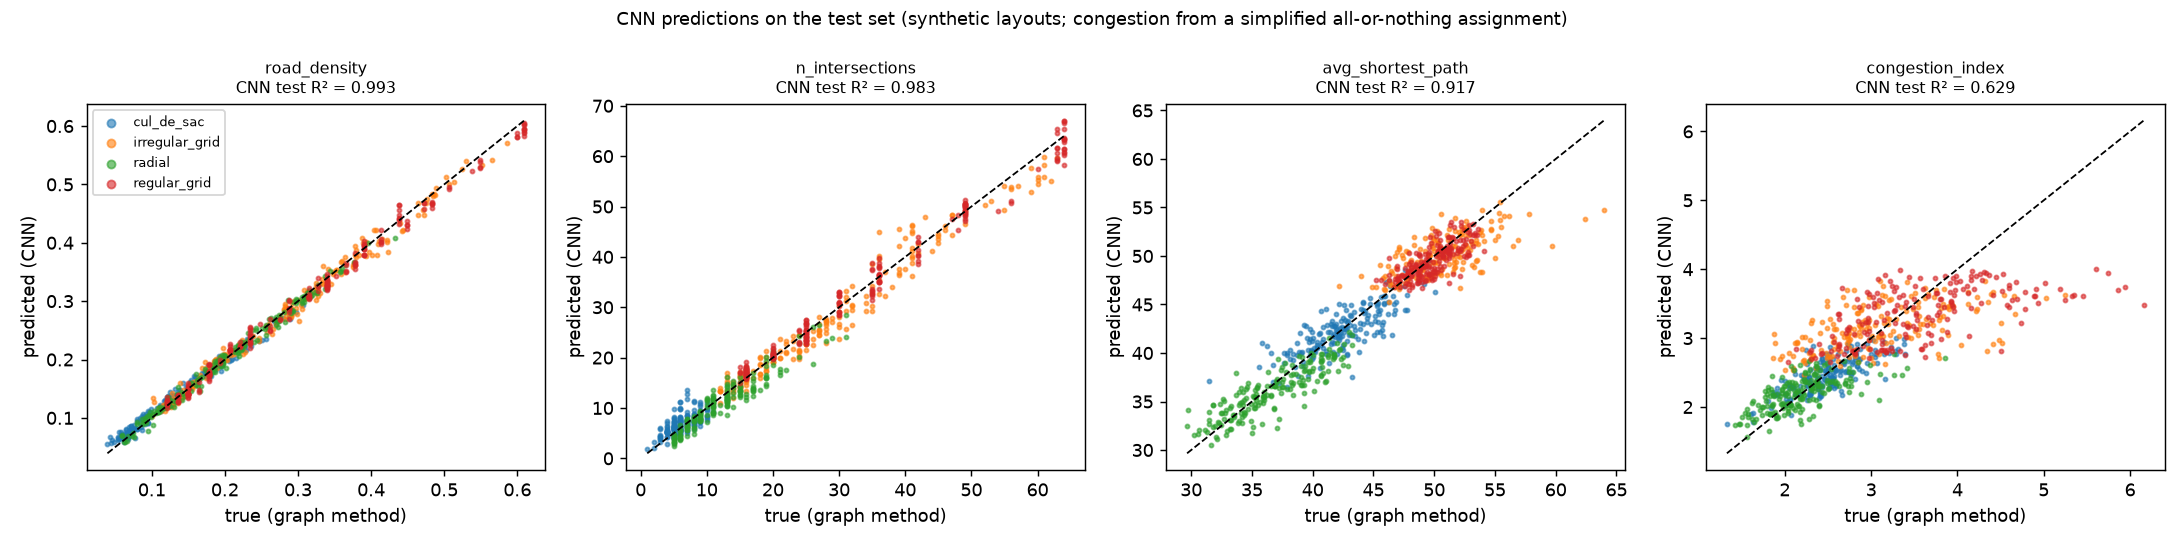 CNN predictions on the test set (synthetic layouts; congestion from a simplified all-or-nothing assignment)
road_density
CNN test R² = 0.993
cul_de_sac
irregular_grid
radial
regular_grid
0.6
0.5
0.4
0.3
0.2
0.1
predicted (CNN)
0.1 0.2 0.3 0.4 0.5 0.6
true (graph method)
n_intersections
CNN test R² = 0.983
70
60
50
40
30
20
10
0
predicted (CNN)
0 10 20 30 40 50 60
true (graph method)
avg_shortest_path
CNN test R² = 0.917
65
60
55
50
45
40
35
30
predicted (CNN)
30 35 40 45 50 55 60 65
true (graph method)
congestion_index
CNN test R² = 0.629
6
5
4
3
2
predicted (CNN)
2 3 4 5 6
true (graph method)